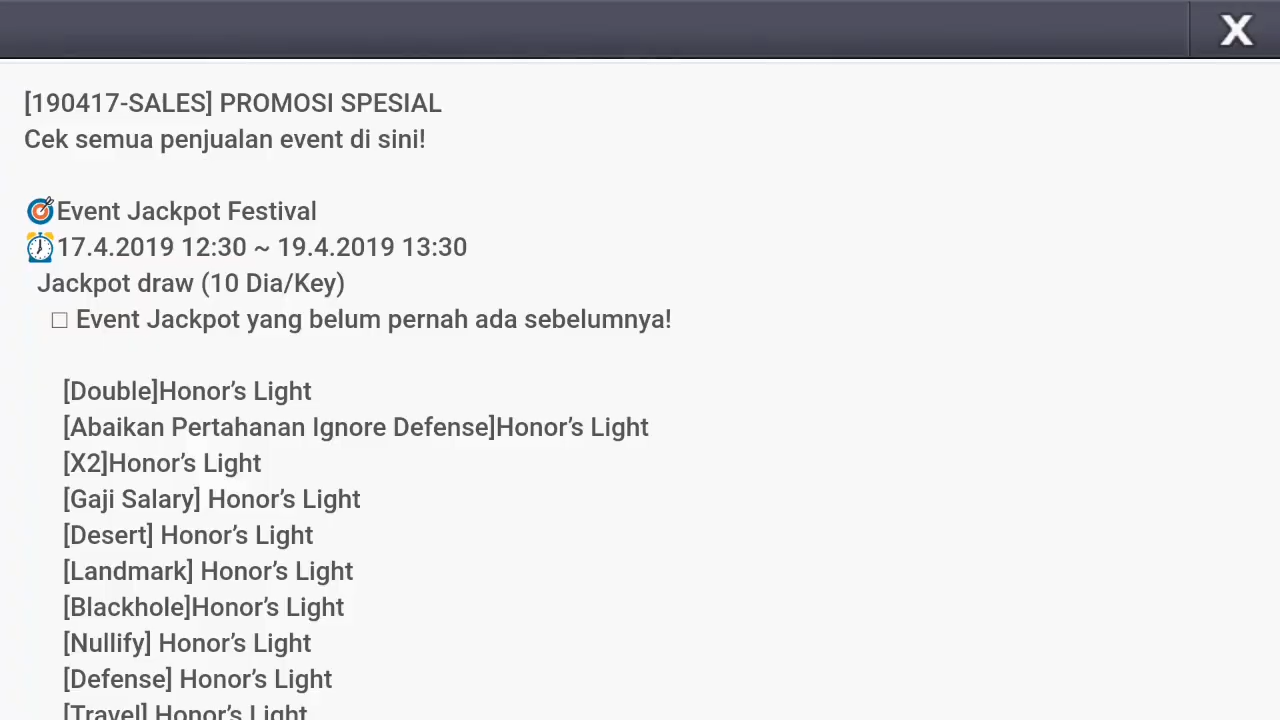 X
[190417-SALES] PROMOSI SPESIAL
Cek semua penjualan event di sini!
🎯Event Jackpot Festival
⏰17.4.2019 12:30 ~ 19.4.2019 13:30
Jackpot draw (10 Dia/Key)
□ Event Jackpot yang belum pernah ada sebelumnya!
[Double]Honor’s Light
[Abaikan Pertahanan Ignore Defense]Honor’s Light
[X2]Honor’s Light
[Gaji Salary] Honor’s Light
[Desert] Honor’s Light
[Landmark] Honor’s Light
[Blackhole]Honor’s Light
[Nullify] Honor’s Light
[Defense] Honor’s Light
[Travel] Honor’s Light